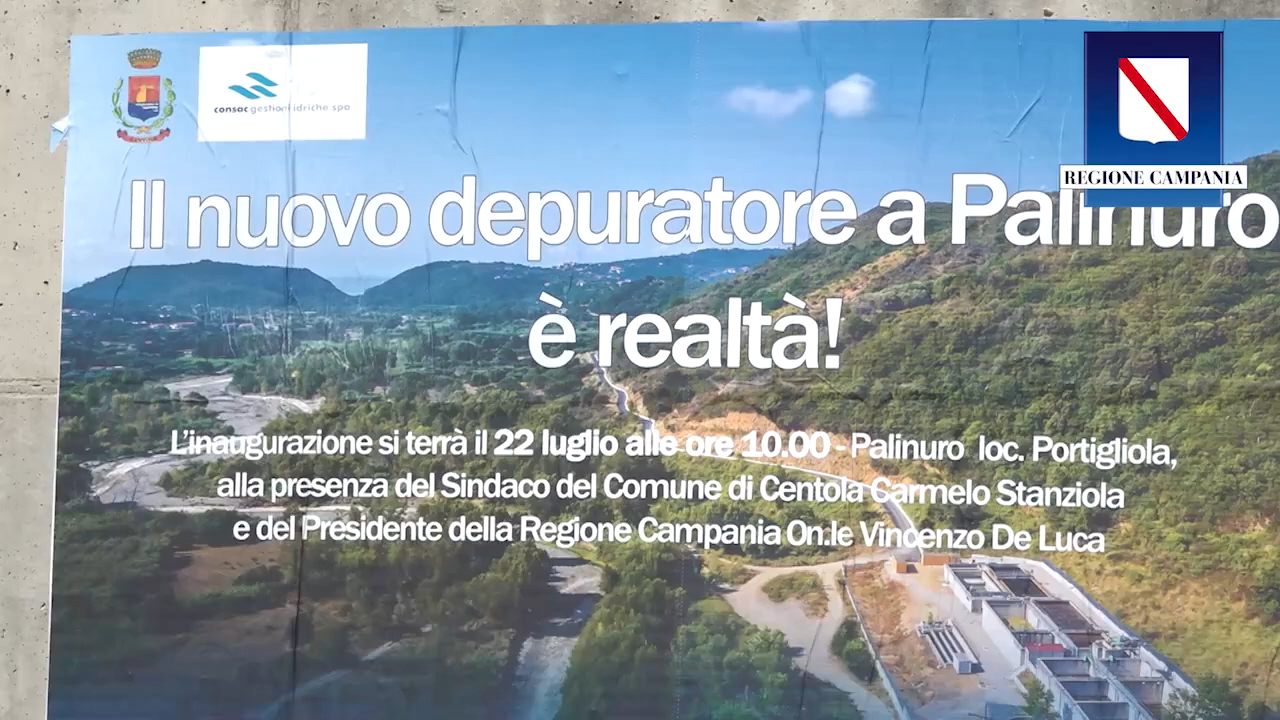 consac gestioni idriche spa
REGIONE CAMPANIA
Il nuovo depuratore a Palinuro
è realtà!
L'inaugurazione si terrà il 22 luglio alle ore 10.00 - Palinuro loc. Portigliola,
alla presenza del Sindaco del Comune di Centola Carmelo Stanziola
e del Presidente della Regione Campania On.le Vincenzo De Luca